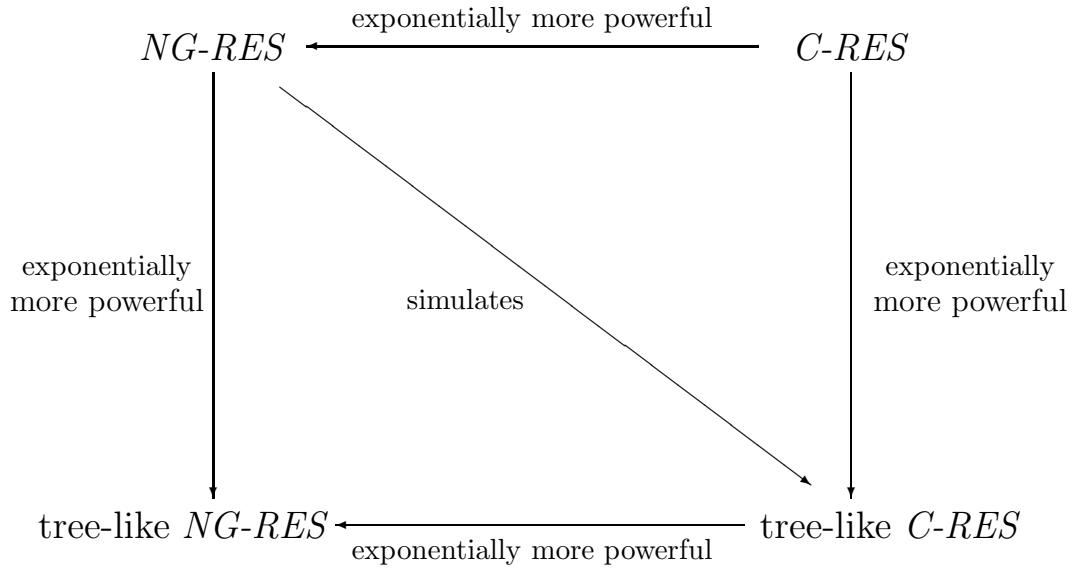 exponentially more powerful
NG-RES
C-RES
exponentially
more powerful
simulates
exponentially
more powerful
tree-like NG-RES
tree-like C-RES
exponentially more powerful